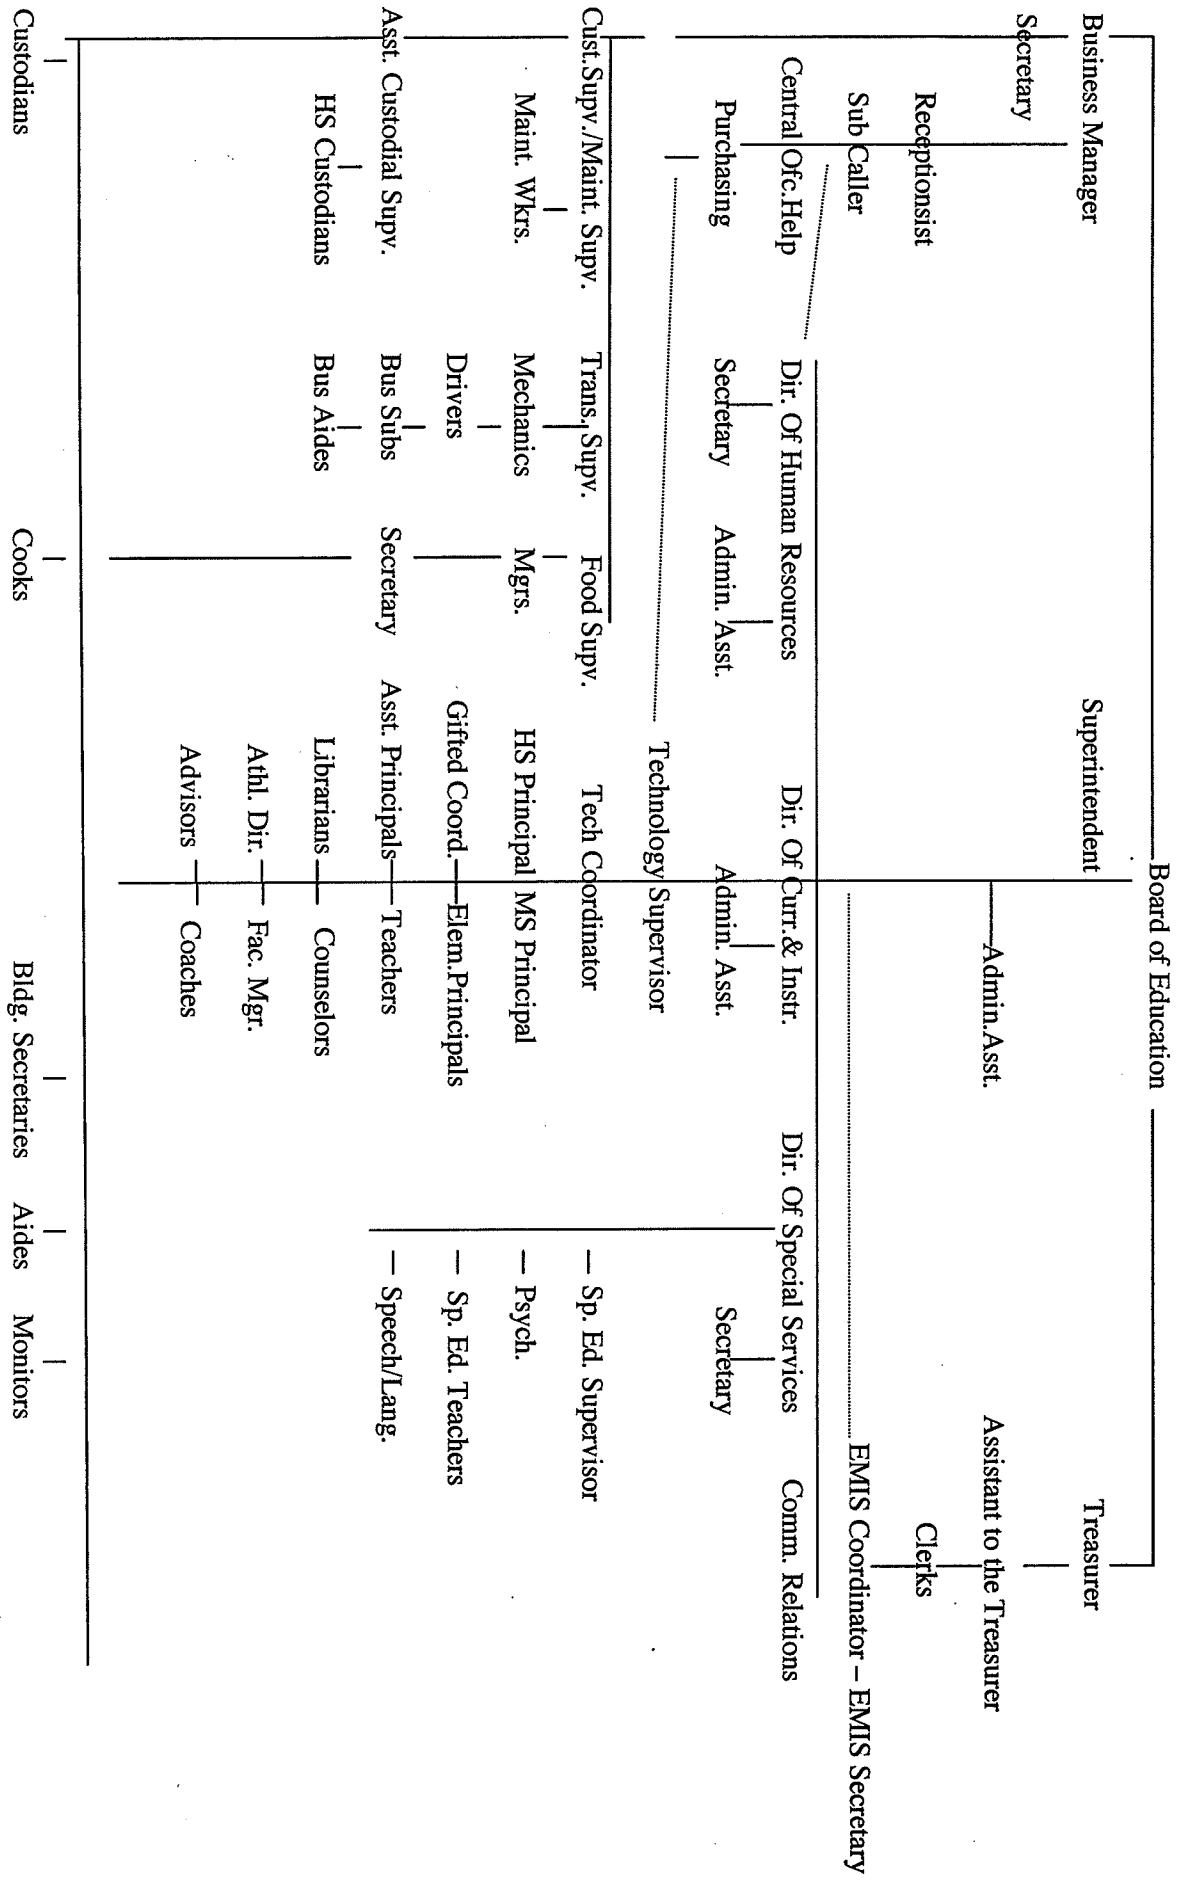 Board of Education
Business Manager
Superintendent
Treasurer
Secretary
Admin.Asst.
Assistant to the Treasurer
Receptionsist
Clerks
Sub Caller
EMIS Coordinator – EMIS Secretary
Central Ofc.Help
Dir. Of Human Resources
Dir. Of Curr.& Instr.
Dir. Of Special Services
Comm. Relations
Purchasing
Secretary
Admin. Asst.
Admin. Asst.
Secretary
Technology Supervisor
Cust.Supv./Maint. Supv.
Trans. Supv.
Food Supv.
Tech Coordinator
Sp. Ed. Supervisor
Maint. Wkrs.
Mechanics
Mgrs.
HS Principal MS Principal
Psych.
Drivers
Gifted Coord.
Elem.Principals
Sp. Ed. Teachers
Asst. Custodial Supv.
Bus Subs
Secretary
Asst. Principals
Teachers
Speech/Lang.
HS Custodians
Bus Aides
Librarians
Counselors
Athl. Dir.
Fac. Mgr.
Advisors
Coaches
Custodians
Cooks
Bldg. Secretaries
Aides
Monitors